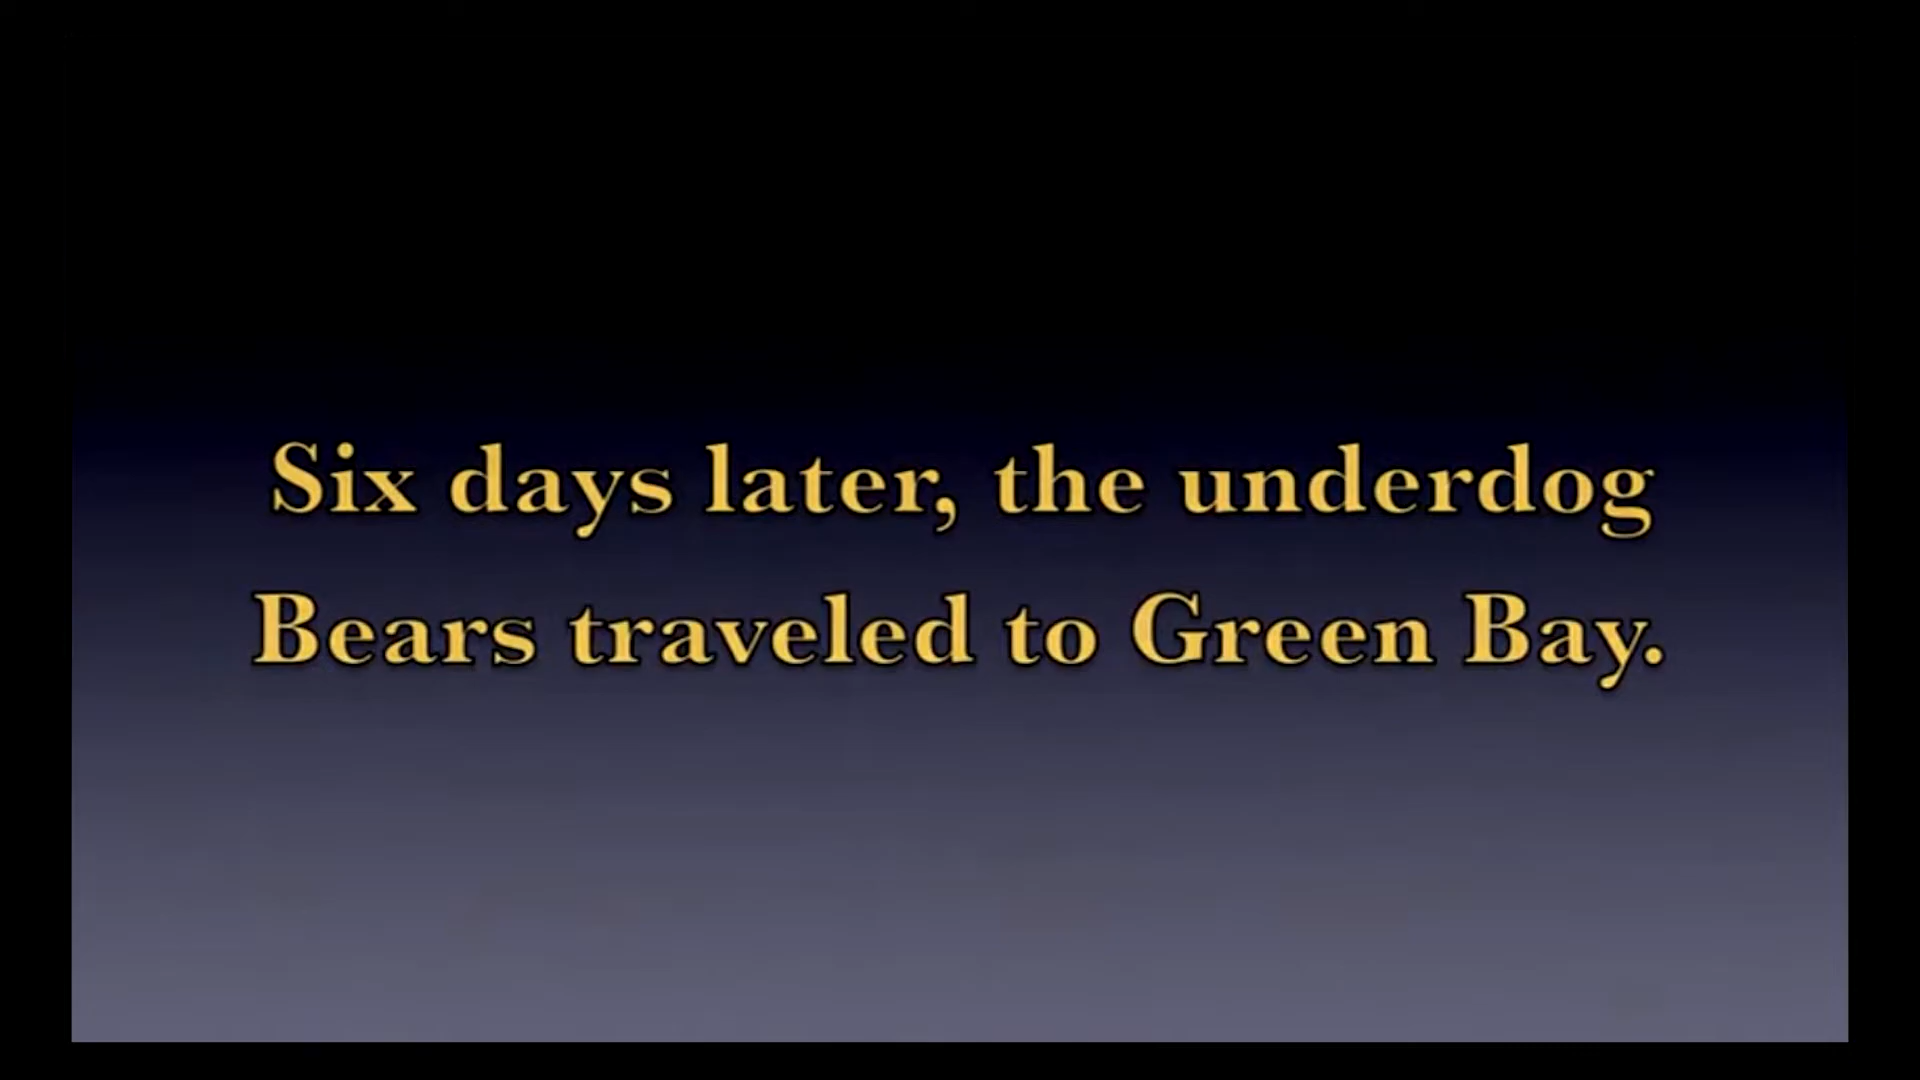 Six days later, the underdog
Bears traveled to Green Bay.